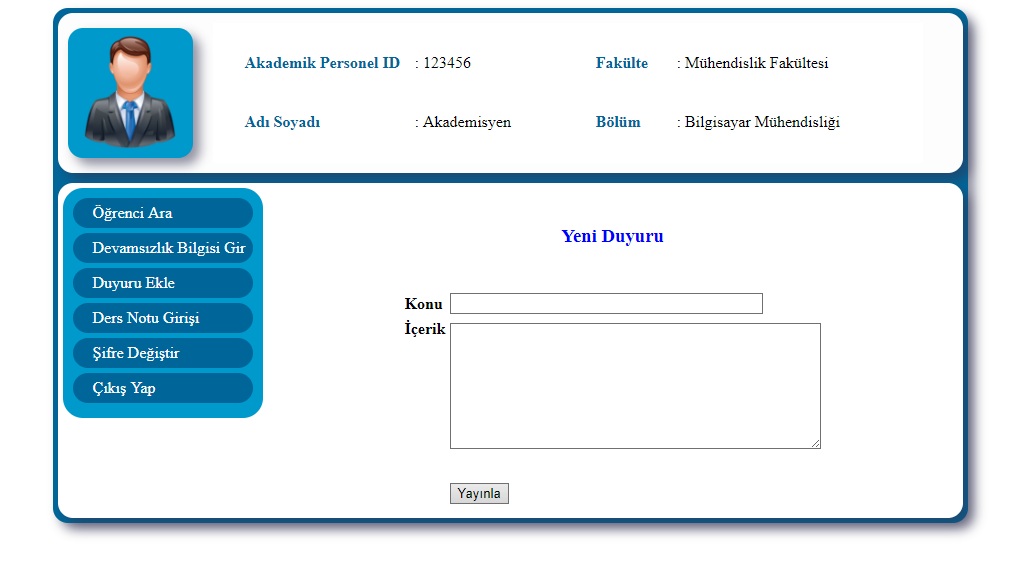 Akademik Personel ID : 123456 Fakülte : Mühendislik Fakültesi
Adı Soyadı : Akademisyen Bölüm : Bilgisayar Mühendisliği
Öğrenci Ara
Devamsızlık Bilgisi Gir
Duyuru Ekle
Ders Notu Girişi
Şifre Değiştir
Çıkış Yap
Yeni Duyuru
Konu
İçerik
Yayınla